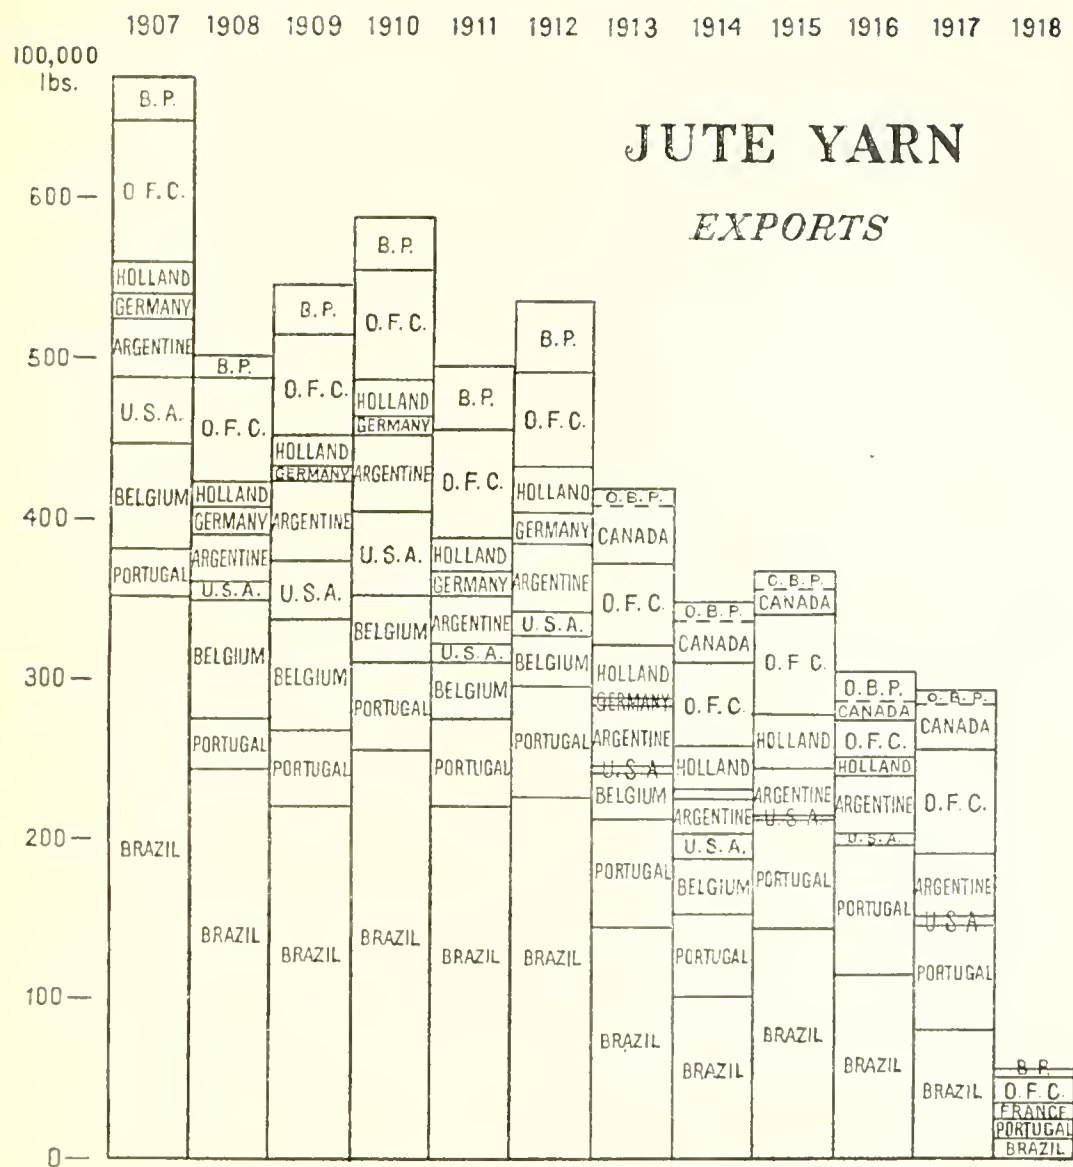 1907 1908 1909 1910 1911 1912 1913 1914 1915 1916 1917 1918
100,000
lbs.
JUTE YARN
EXPORTS
600
500
400
300
200
100
0
B. P.
O F. C.
HOLLAND
GERMANY
ARGENTINE
U. S. A.
BELGIUM
PORTUGAL
BRAZIL
B. P.
O. F. C.
HOLLAND
GERMANY
ARGENTINE
U. S. A.
BELGIUM
PORTUGAL
BRAZIL
B. P.
O. F. C.
HOLLAND
GERMANY
ARGENTINE
U. S. A.
BELGIUM
PORTUGAL
BRAZIL
B. P.
O. F. C.
HOLLAND
GERMANY
ARGENTINE
U. S. A.
BELGIUM
PORTUGAL
BRAZIL
B. P.
O. F. C.
HOLLAND
GERMANY
ARGENTINE
U. S. A.
BELGIUM
PORTUGAL
BRAZIL
B. P.
O. F. C.
HOLLAND
GERMANY
ARGENTINE
U. S. A.
BELGIUM
PORTUGAL
BRAZIL
O. B. P.
CANADA
O. F. C.
HOLLAND
GERMANY
ARGENTINE
U. S. A
BELGIUM
PORTUGAL
BRAZIL
O. B. P.
CANADA
O. F. C.
HOLLAND
ARGENTINE
U. S. A.
BELGIUM
PORTUGAL
BRAZIL
O. B. P.
CANADA
O. F C.
HOLLAND
ARGENTINE
U. S. A.
PORTUGAL
BRAZIL
O. B. P.
CANADA
O. F. C.
HOLLAND
ARGENTINE
U. S. A.
PORTUGAL
BRAZIL
O. B. P.
CANADA
O. F. C.
ARGENTINE
U. S. A
PORTUGAL
BRAZIL
B. P.
O. F. C.
FRANCE
PORTUGAL
BRAZIL